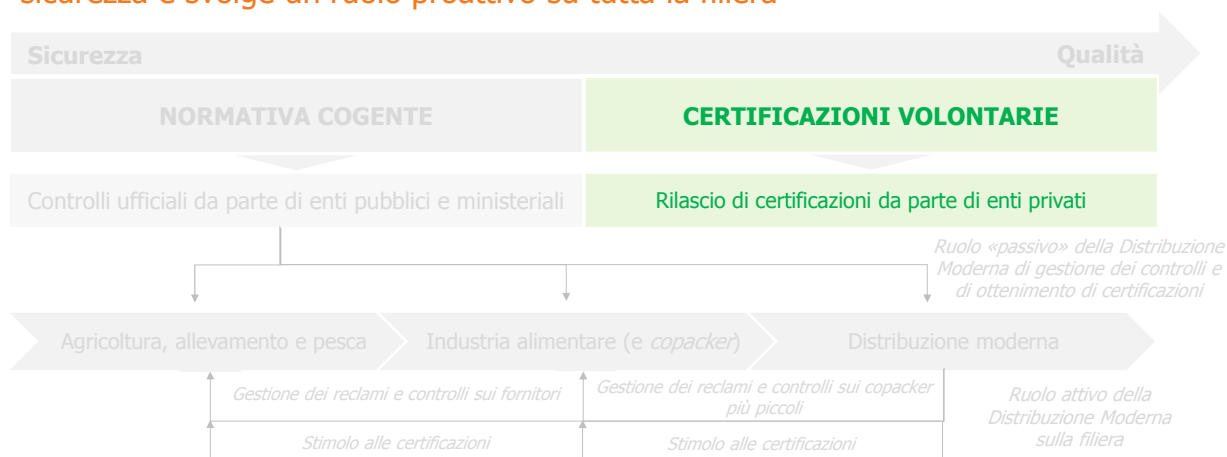 sicurezza e svolge un ruolo proattivo su tutta la filiera
Sicurezza
Qualità
NORMATIVA COGENTE
CERTIFICAZIONI VOLONTARIE
Controlli ufficiali da parte di enti pubblici e ministeriali
Rilascio di certificazioni da parte di enti privati
Ruolo «passivo» della Distribuzione
Moderna di gestione dei controlli e
di ottenimento di certificazioni
Agricoltura, allevamento e pesca
Industria alimentare (e copacker)
Distribuzione moderna
Gestione dei reclami e controlli sui fornitori
Gestione dei reclami e controlli sui copacker
più piccoli
Ruolo attivo della
Distribuzione Moderna
sulla filiera
Stimolo alle certificazioni
Stimolo alle certificazioni